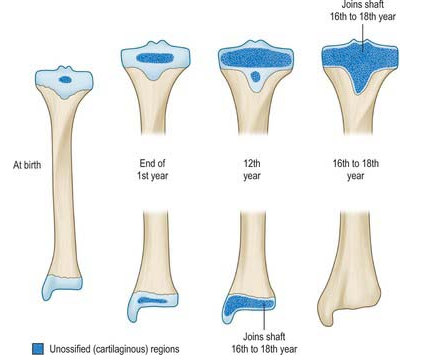 Joins shaft
16th to 18th year
At birth
End of
1st year
12th
year
16th to 18th
year
Joins shaft
16th to 18th year
Unossified (cartilaginous) regions